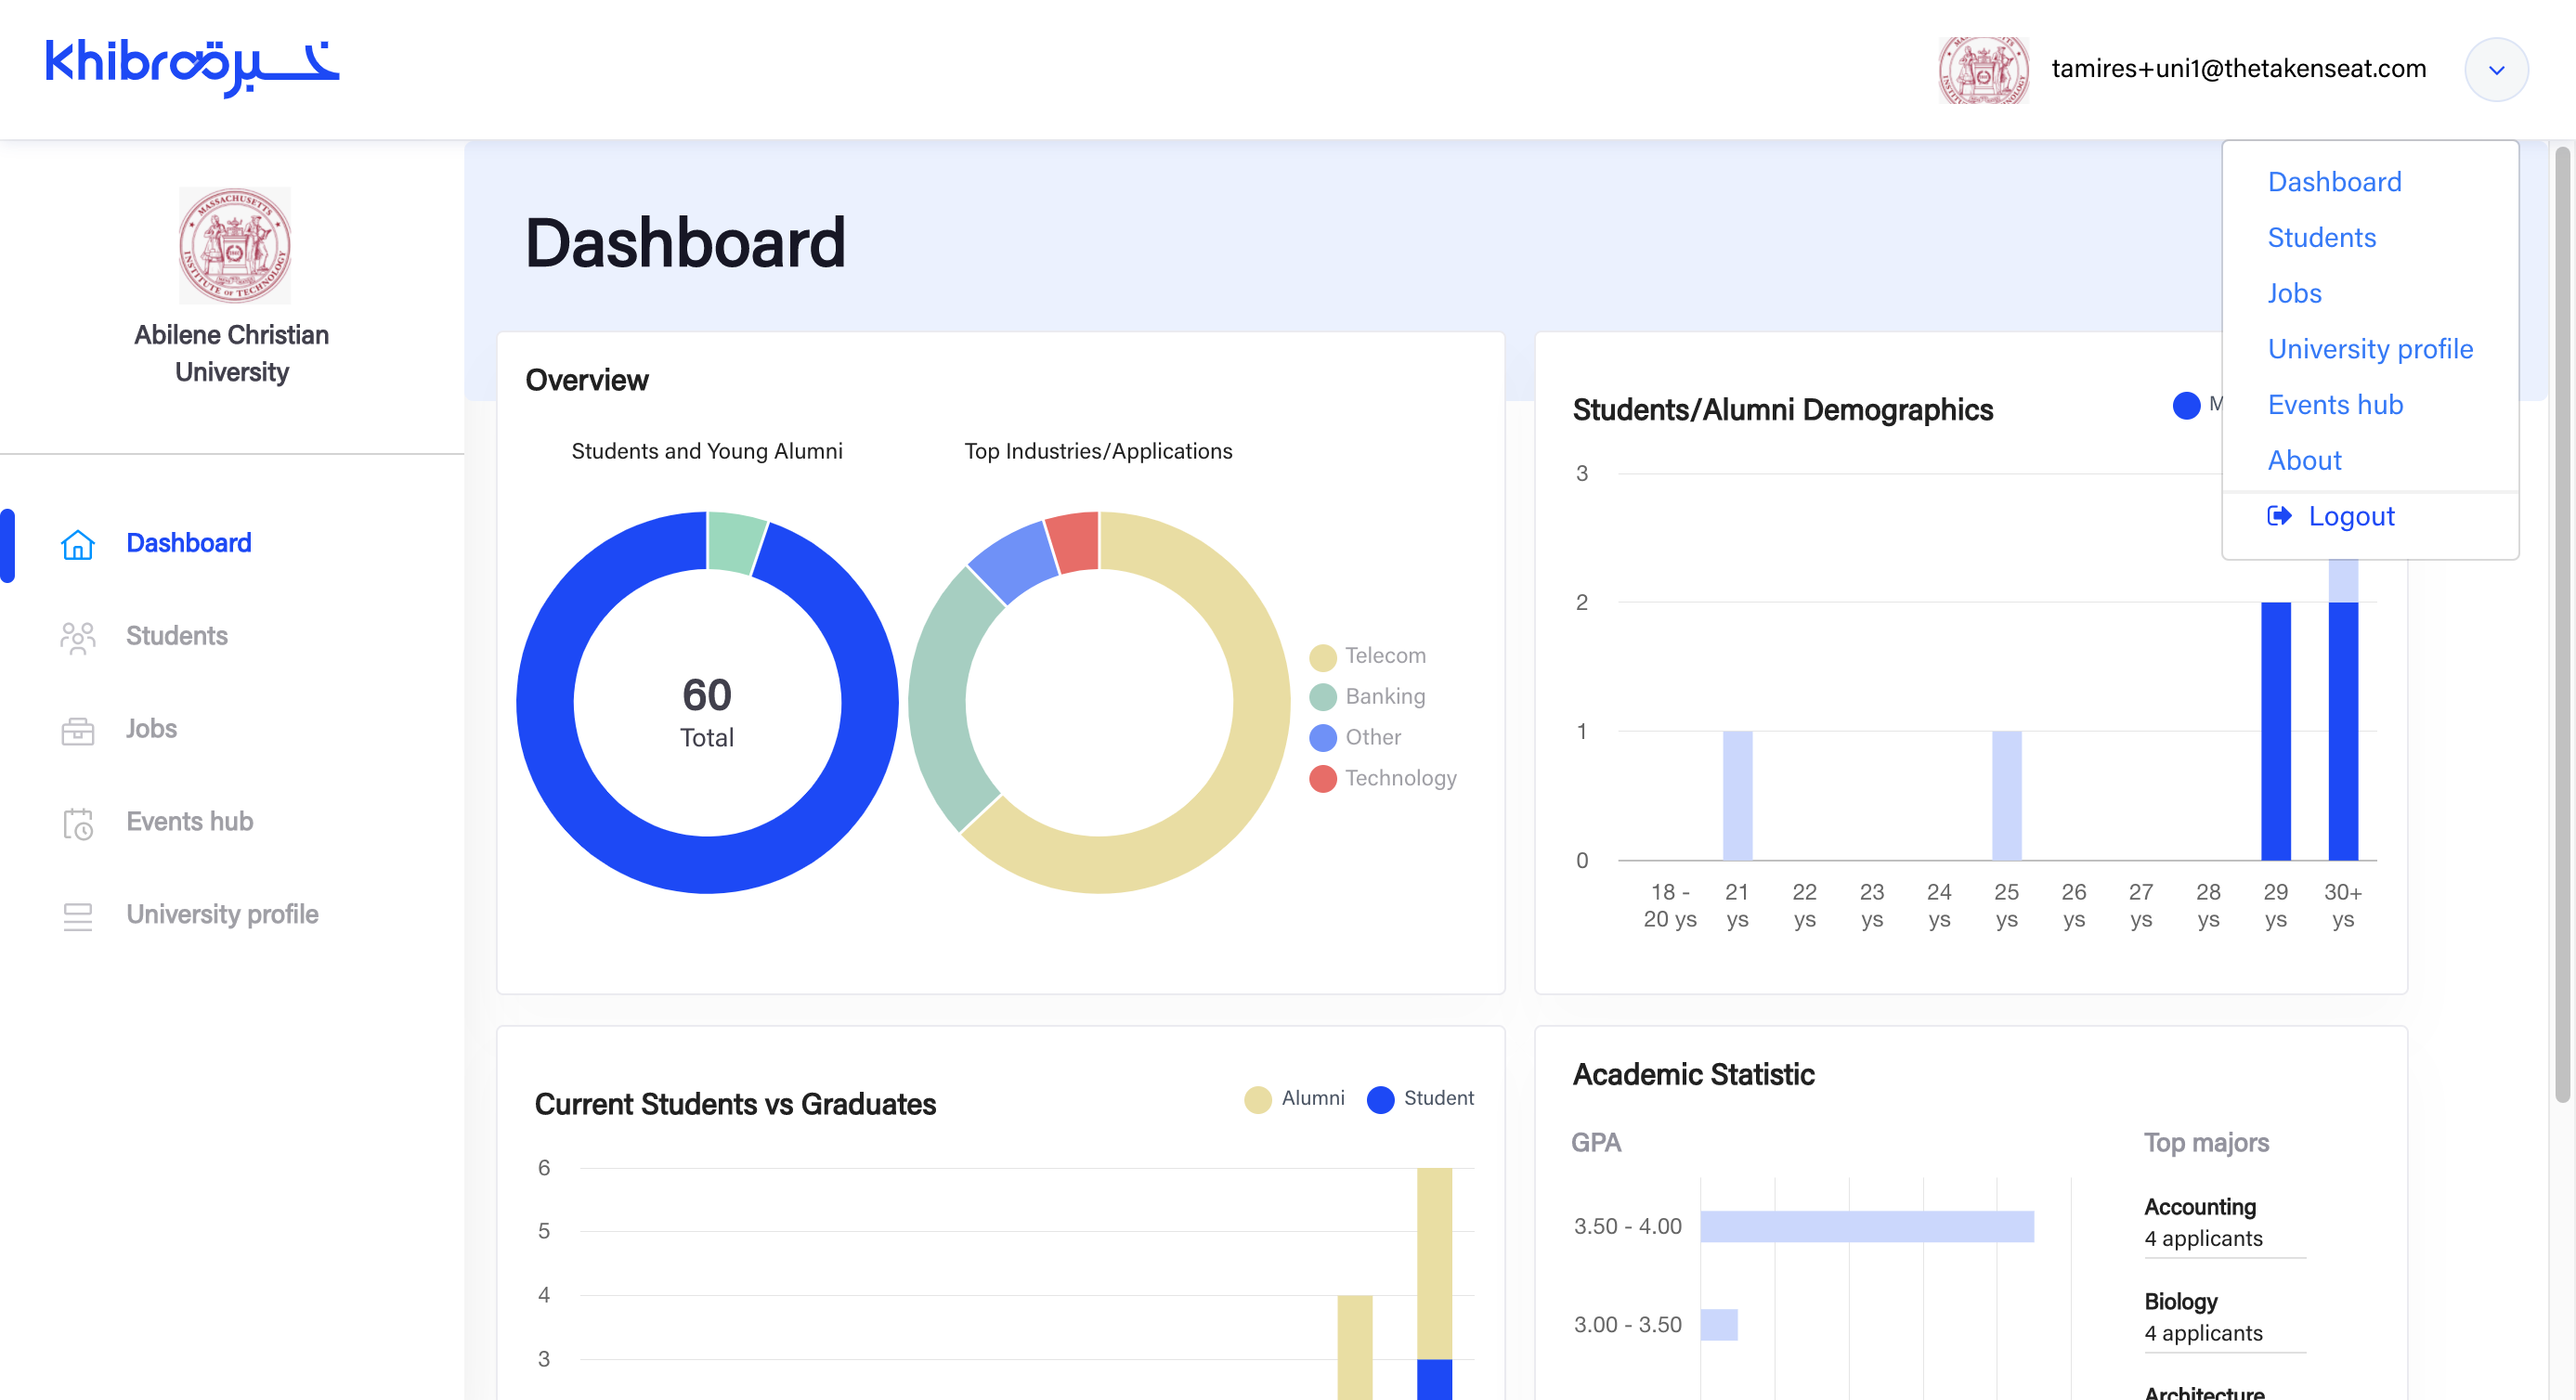 khibra خبرة
tamires+uni1@thetakenseat.com
Dashboard
Students
Jobs
University profile
Events hub
About
Logout
MASSACHUSETTS
INSTITUTE OF TECHNOLOGY
Abilene Christian
University
Dashboard
Students
Jobs
Events hub
University profile
Dashboard
Overview
Students and Young Alumni
Top Industries/Applications
60
Total
Telecom
Banking
Other
Technology
Students/Alumni Demographics
M
3
2
1
0
18 - 20 ys
21 ys
22 ys
23 ys
24 ys
25 ys
26 ys
27 ys
28 ys
29 ys
30+ ys
Current Students vs Graduates
Alumni
Student
6
5
4
3
Academic Statistic
GPA
3.50 - 4.00
3.00 - 3.50
Top majors
Accounting
4 applicants
Biology
4 applicants
Architecture